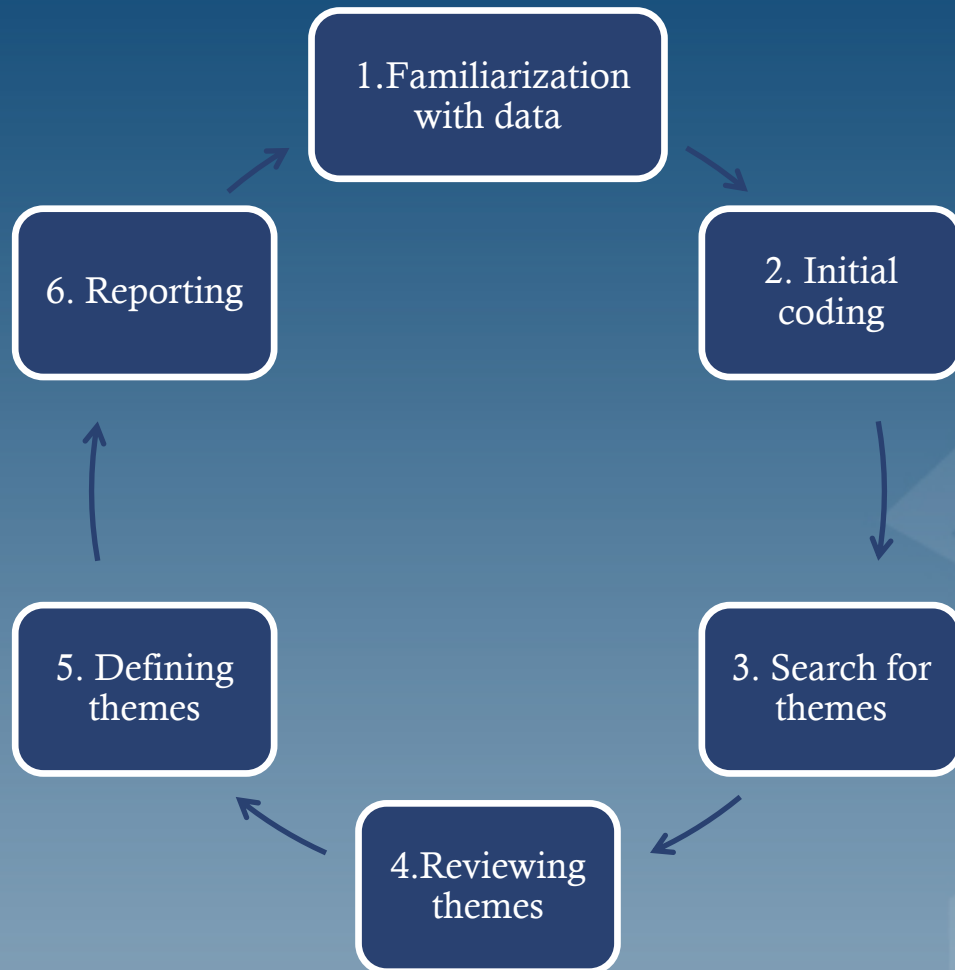 1.Familiarization
with data
2. Initial
coding
3. Search for
themes
4.Reviewing
themes
5. Defining
themes
6. Reporting